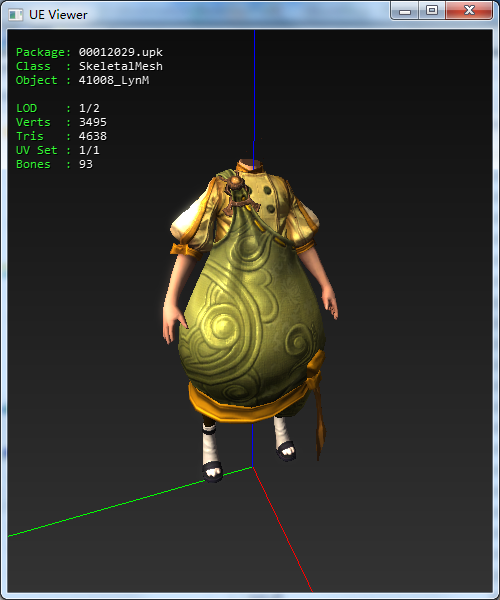 UE Viewer
Package: 00012029.upk
Class : SkeletalMesh
Object : 41008_LynM
LOD : 1/2
Verts : 3495
Tris : 4638
UV Set : 1/1
Bones : 93